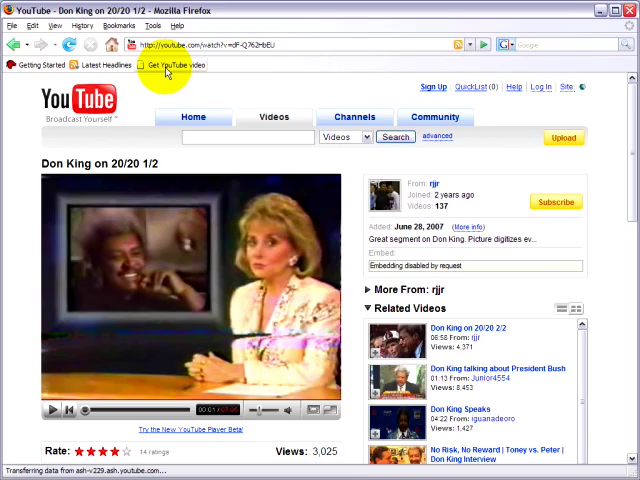 YouTube - Don King on 20/20 1/2 - Mozilla Firefox
File Edit View History Bookmarks Tools Help
http://youtube.com/watch?v=dF-Q762HbEU
Google
Getting Started Latest Headlines Get YouTube video
YouTube
Broadcast Yourself™
Sign Up QuickList (0) Help Log In Site:
Home Videos Channels Community
Videos Search advanced Upload
Don King on 20/20 1/2
From: rjjr
Joined: 2 years ago
Videos: 137
Subscribe
Added: June 28, 2007 (More info)
Great segment on Don King. Picture digitizes ev...
Embed:
Embedding disabled by request
More From: rjjr
Related Videos
Don King on 20/20 2/2
06:58 From: rjjr
Views: 4,371
Don King talking about President Bush
01:13 From: Junior4554
Views: 8,453
Don King Speaks
04:22 From: iguanadeoro
Views: 1,427
No Risk, No Reward | Toney vs. Peter |
Don King Interview
00:01 / 07:06
Try the New YouTube Player Beta!
Rate: 14 ratings Views: 3,025
Transferring data from ash-v229.ash.youtube.com...